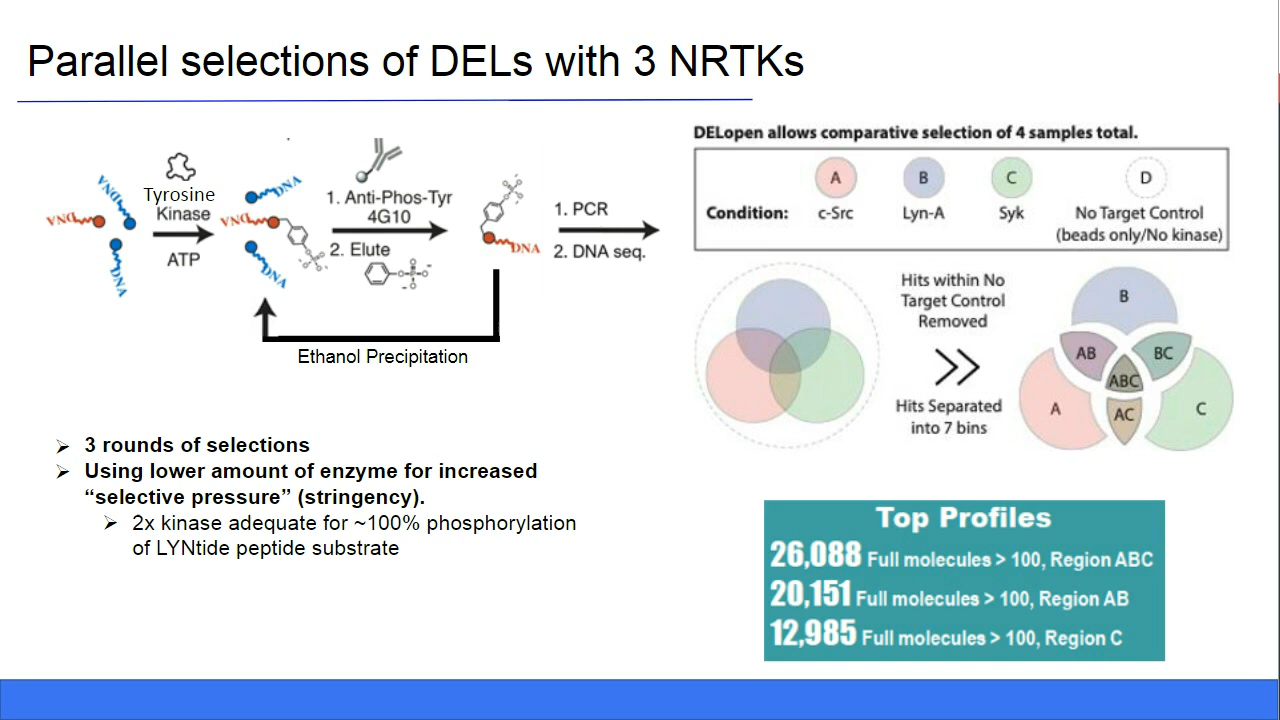 Parallel selections of DELs with 3 NRTKs
DNA
DNA
DNA
Tyrosine
Kinase
ATP
DNA
DNA
DNA
1. Anti-Phos-Tyr
4G10
2. Elute
DNA
1. PCR
2. DNA seq.
Ethanol Precipitation
➢ 3 rounds of selections
➢ Using lower amount of enzyme for increased
“selective pressure” (stringency).
➢ 2x kinase adequate for ~100% phosphorylation
of LYNtide peptide substrate
DELopen allows comparative selection of 4 samples total.
A B C D
Condition: c-Src Lyn-A Syk No Target Control
(beads only/No kinase)
Hits within No
Target Control
Removed
Hits Separated
into 7 bins
B
AB BC
ABC
A AC C
Top Profiles
26,088 Full molecules > 100, Region ABC
20,151 Full molecules > 100, Region AB
12,985 Full molecules > 100, Region C